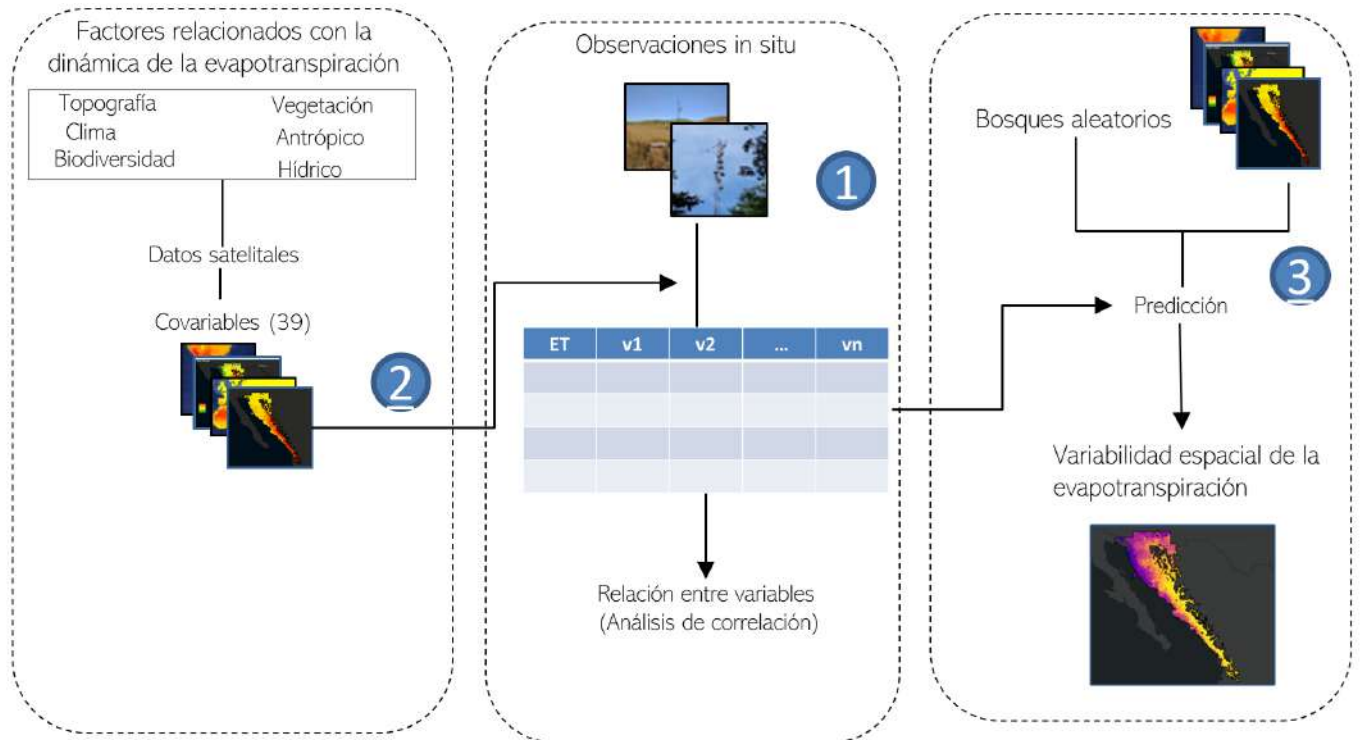 Factores relacionados con la
dinámica de la evapotranspiración
Topografía
Clima
Biodiversidad
Vegetación
Antrópico
Hídrico
Datos satelitales
Covariables (39)
2
Observaciones in situ
1
ET v1 v2 ... vn
Relación entre variables
(Análisis de correlación)
Bosques aleatorios
3
Predicción
Variabilidad espacial de la
evapotranspiración